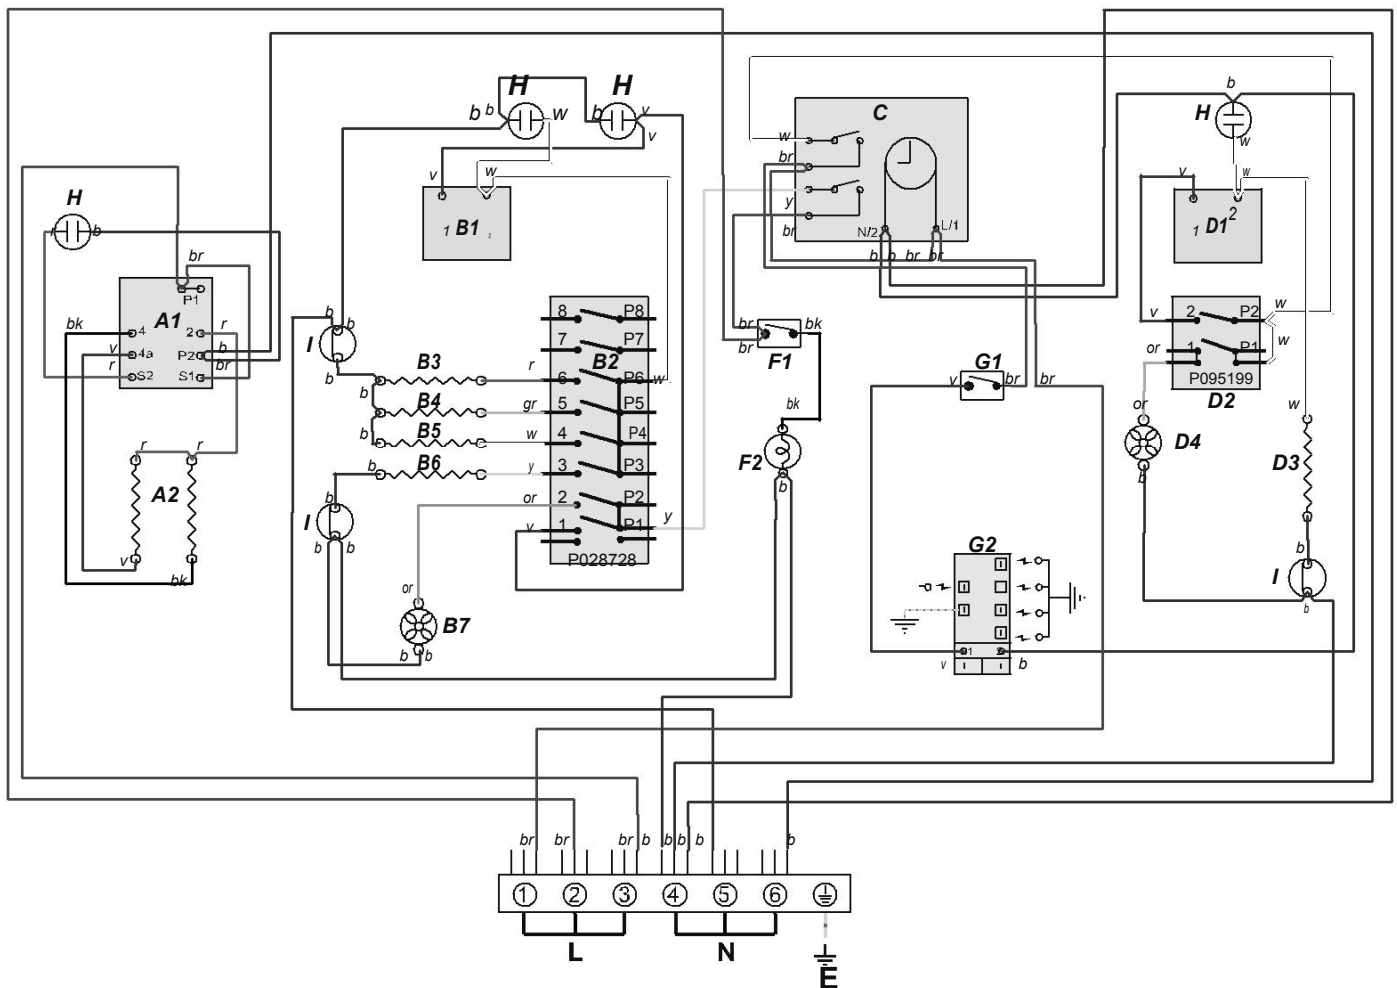 H H
b b w b v
v
C
b
H
w
w
br
y
br
N/2 L/1
b b br br
v w
1 B1 2
v w
1 D1 2
H
r b
br
P1
A1
bk 4 2 r
v 4a P2 b
r S2 S1 br
r r
A2
v bk
b b
I
b
B3 r
b B4 gr
b B5 w
b B6 y
or
v
8 P8
7 P7
B2
6 P6 w
5 P5
4 P4
3 P3
2 P2
1 P1 y
P028728
b
I
b b
or
B7
b b
br bk
br
F1
bk
F2
b
G1
v br br
G2
1 2
v b
v 2 P2 w
or 1 P1 w
P095199
D2
or
D4
b
w
D3
b
I
b
br br br b b b b b
1 2 3 4 5 6
L N
E